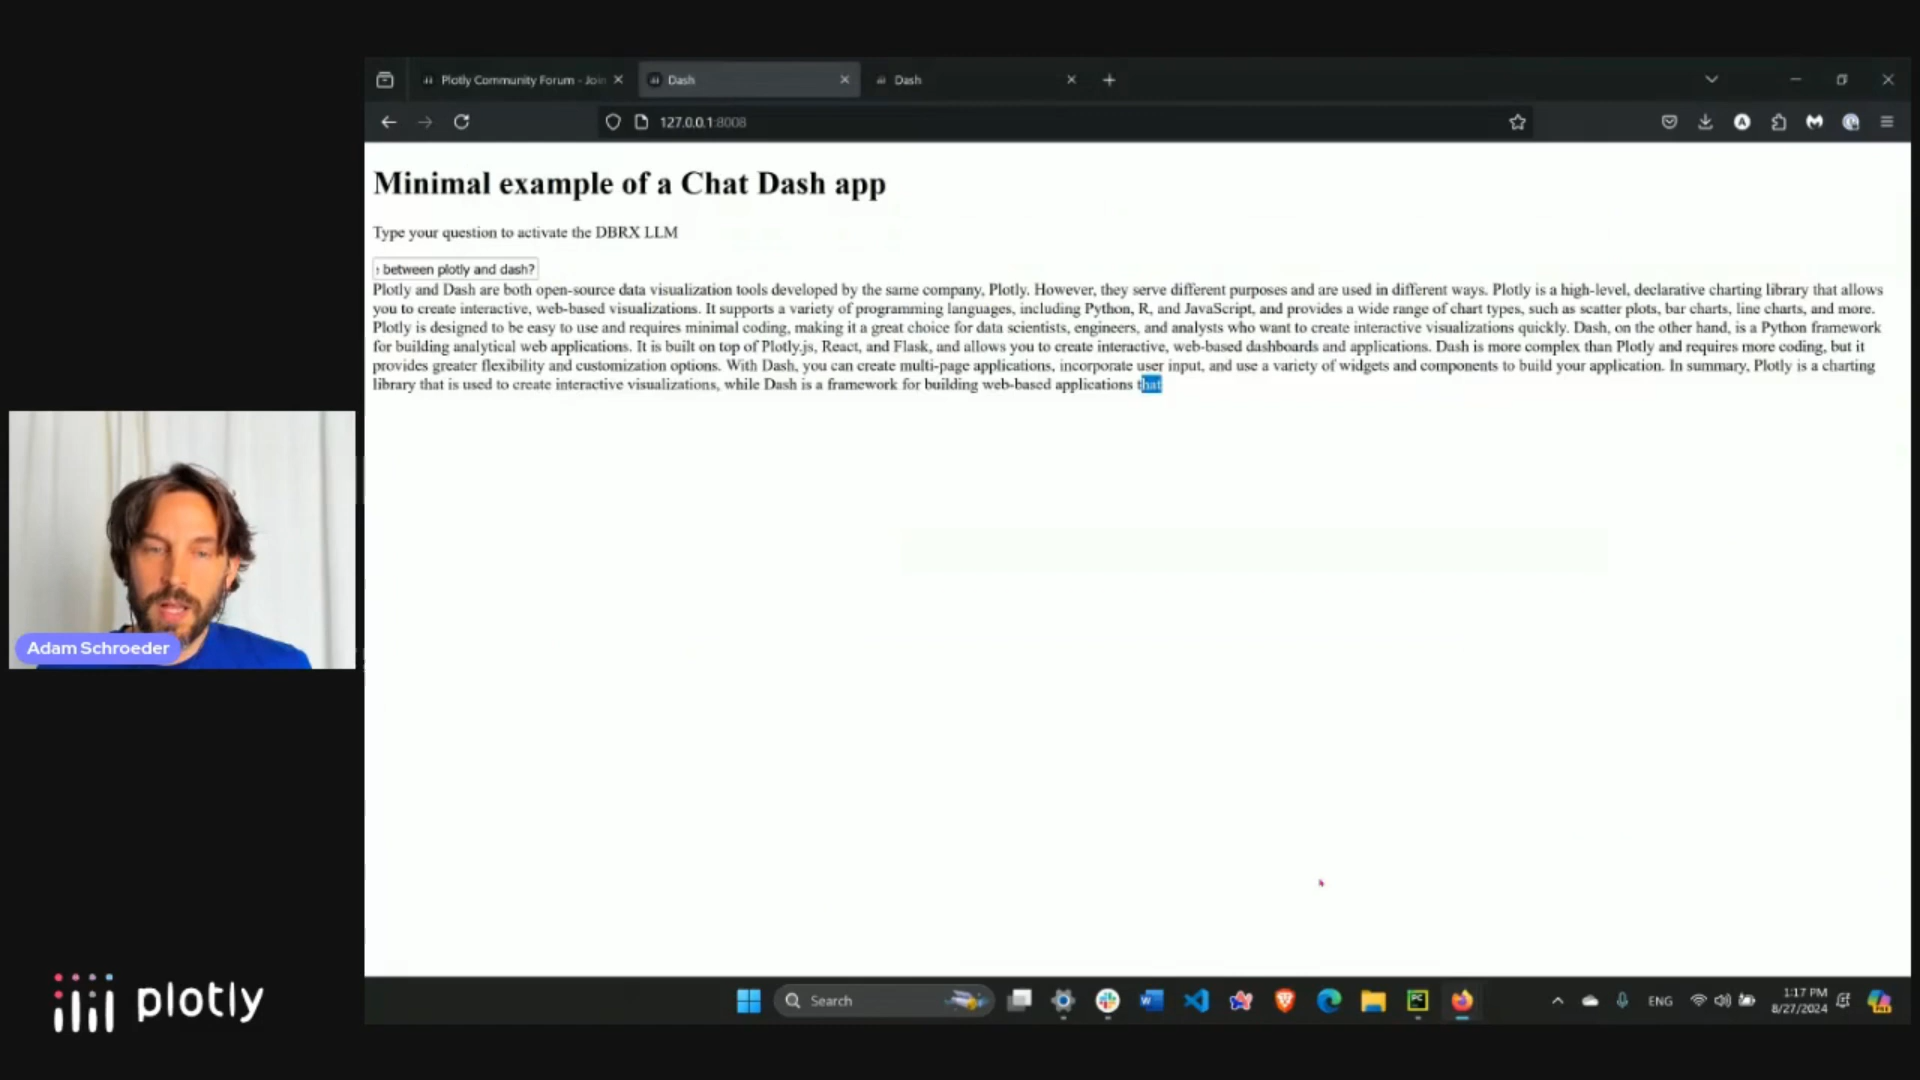 Plotly Community Forum - Join
Dash
Dash
127.0.0.1:8008
Minimal example of a Chat Dash app
Type your question to activate the DBRX LLM
between plotly and dash?
Plotly and Dash are both open-source data visualization tools developed by the same company, Plotly. However, they serve different purposes and are used in different ways. Plotly is a high-level, declarative charting library that allows
you to create interactive, web-based visualizations. It supports a variety of programming languages, including Python, R, and JavaScript, and provides a wide range of chart types, such as scatter plots, bar charts, line charts, and more.
Plotly is designed to be easy to use and requires minimal coding, making it a great choice for data scientists, engineers, and analysts who want to create interactive visualizations quickly. Dash, on the other hand, is a Python framework
for building analytical web applications. It is built on top of Plotly.js, React, and Flask, and allows you to create interactive, web-based dashboards and applications. Dash is more complex than Plotly and requires more coding, but it
provides greater flexibility and customization options. With Dash, you can create multi-page applications, incorporate user input, and use a variety of widgets and components to build your application. In summary, Plotly is a charting
library that is used to create interactive visualizations, while Dash is a framework for building web-based applications that
Adam Schroeder
plotly
Search
ENG
1:17 PM
8/27/2024